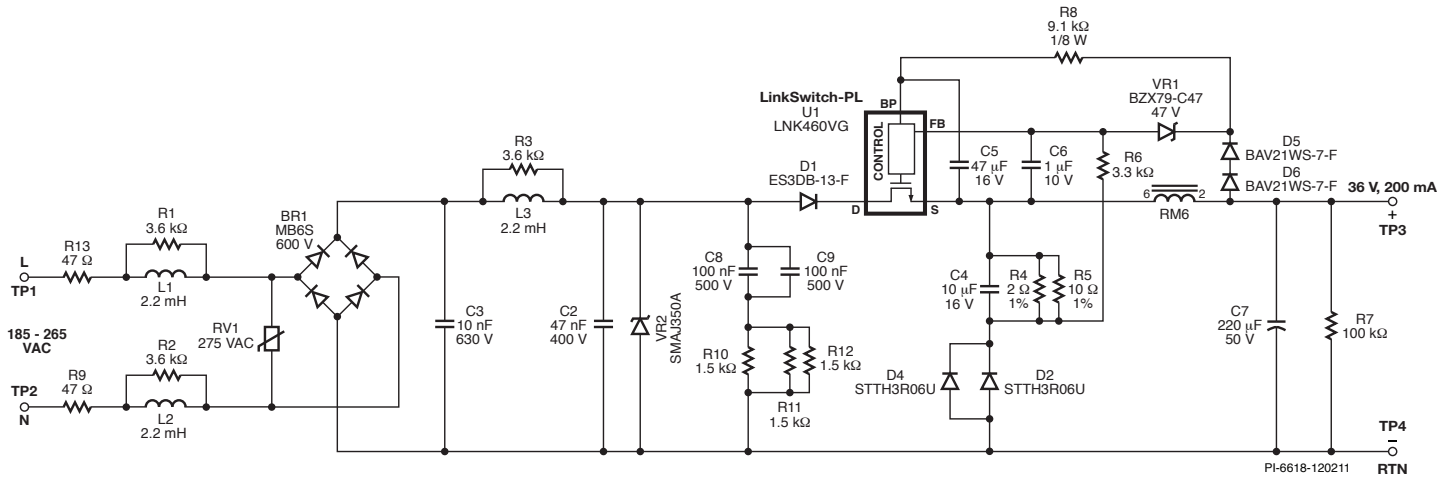 R8
9.1 kΩ
1/8 W
LinkSwitch-PL
U1
LNK460VG
BP
FB
CONTROL
D
S
VR1
BZX79-C47
47 V
D5
BAV21WS-7-F
D6
BAV21WS-7-F
C5
47 µF
16 V
C6
1 µF
10 V
R6
3.3 kΩ
6
2
RM6
36 V, 200 mA
+
TP3
D1
ES3DB-13-F
R3
3.6 kΩ
L3
2.2 mH
BR1
MB6S
600 V
R1
3.6 kΩ
L1
2.2 mH
R13
47 Ω
L
TP1
185 - 265
VAC
RV1
275 VAC
R2
3.6 kΩ
L2
2.2 mH
R9
47 Ω
TP2
N
C3
10 nF
630 V
C2
47 nF
400 V
VR2
SMAJ350A
C8
100 nF
500 V
C9
100 nF
500 V
R10
1.5 kΩ
R12
1.5 kΩ
R11
1.5 kΩ
C4
10 µF
16 V
R4
2 Ω
1%
R5
10 Ω
1%
D4
STTH3R06U
D2
STTH3R06U
C7
220 µF
50 V
R7
100 kΩ
TP4
–
RTN
PI-6618-120211